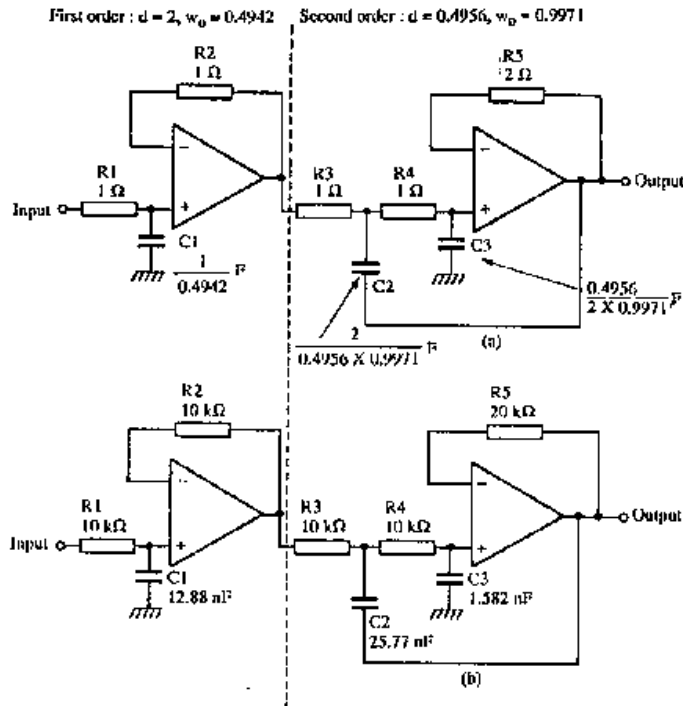 First order : d = 2, w0 = 0.4942
Second order : d = 0.4956, w0 = 0.9971
R2
1 Ω
R5
2 Ω
R1
1 Ω
R3
1 Ω
R4
1 Ω
−
+
−
+
Input
Output
C1
1
0.4942 F
C2
2
0.4956 X 0.9971 F
C3
0.4956
2 X 0.9971 F
(a)
R2
10 kΩ
R5
20 kΩ
R1
10 kΩ
R3
10 kΩ
R4
10 kΩ
−
+
−
+
Input
Output
C1
12.88 nF
C2
25.77 nF
C3
1.582 nF
(b)